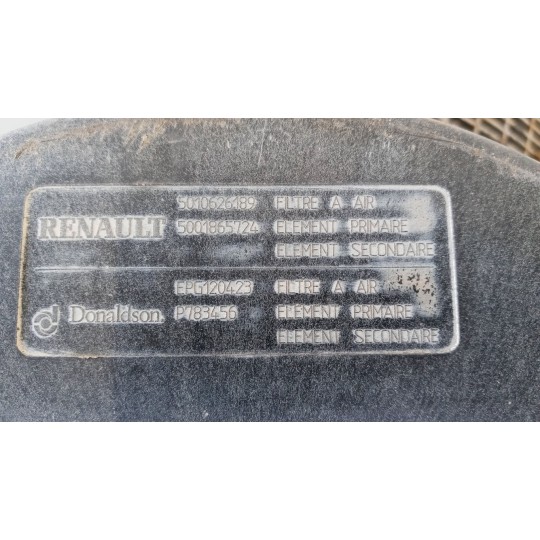 RENAULT
5010626189 FILTRE A AIR
5001865724 ELEMENT PRIMAIRE
ELEMENT SECONDAIRE
Donaldson.
EPG120423 FILTRE A AIR
P783456 ELEMENT PRIMAIRE
ELEMENT SECONDAIRE